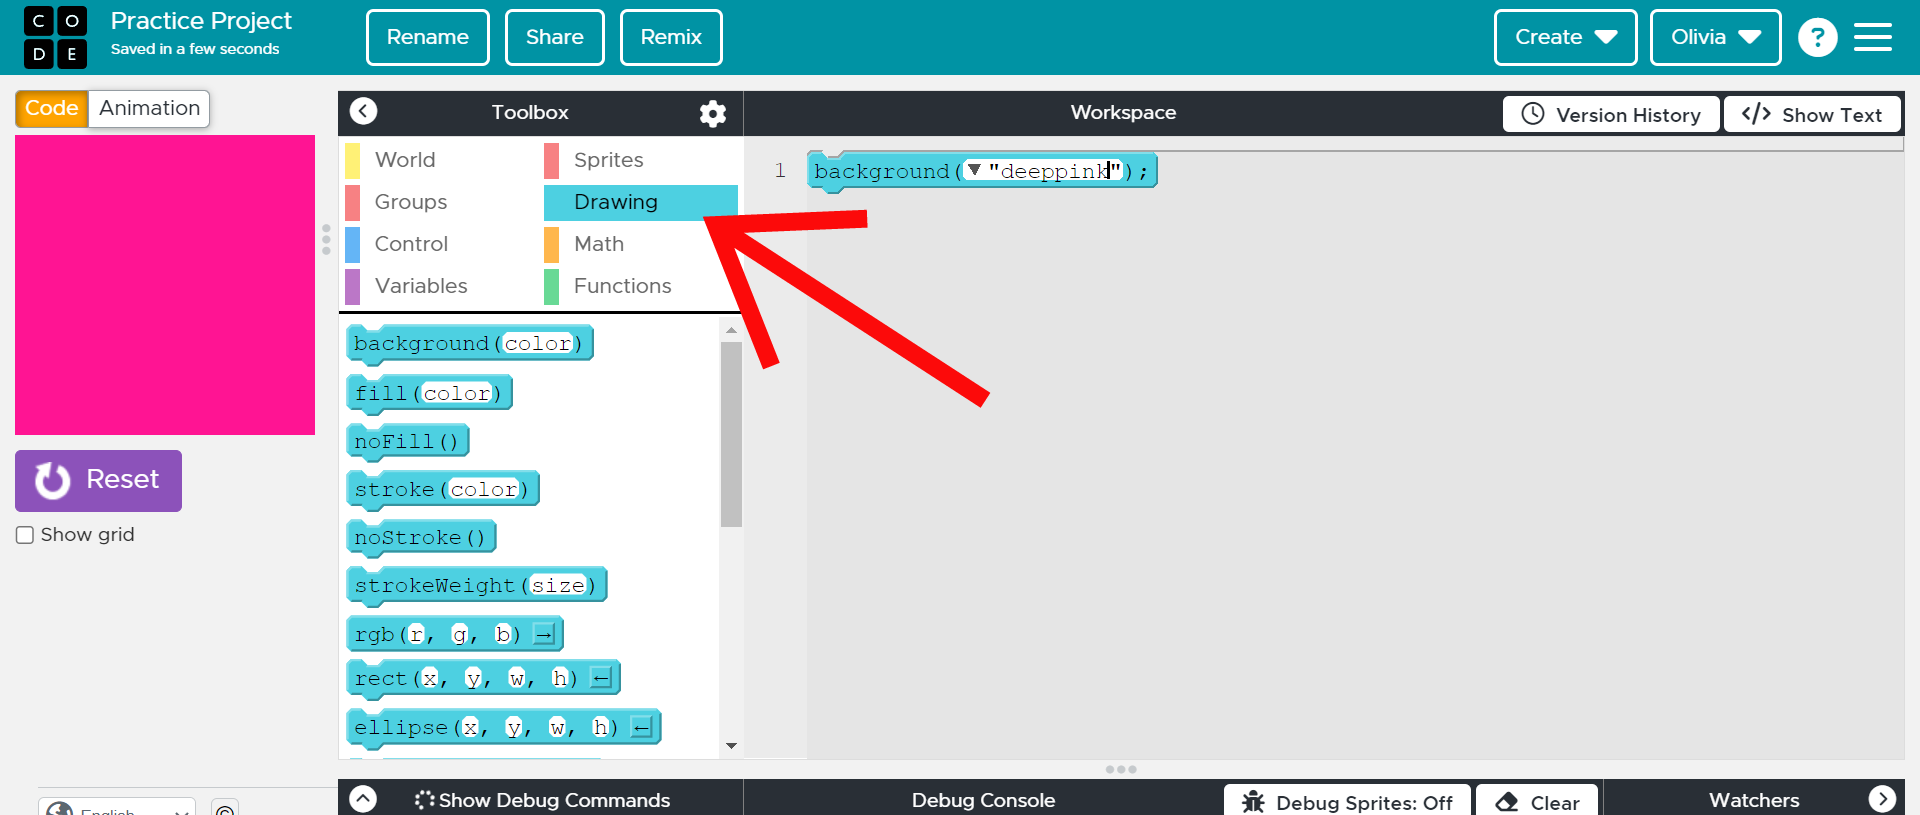 CODE
Practice Project
Saved in a few seconds
Rename
Share
Remix
Create
Olivia
?
Code
Animation
Reset
Show grid
Toolbox
World
Sprites
Groups
Drawing
Control
Math
Variables
Functions
background(color)
fill(color)
noFill()
stroke(color)
noStroke()
strokeWeight(size)
rgb(r, g, b) →
rect(x, y, w, h) ←
ellipse(x, y, w, h) ←
Workspace
Version History
</> Show Text
1 background(▼ "deeppink");
English
©
Show Debug Commands
Debug Console
Debug Sprites: Off
Clear
Watchers